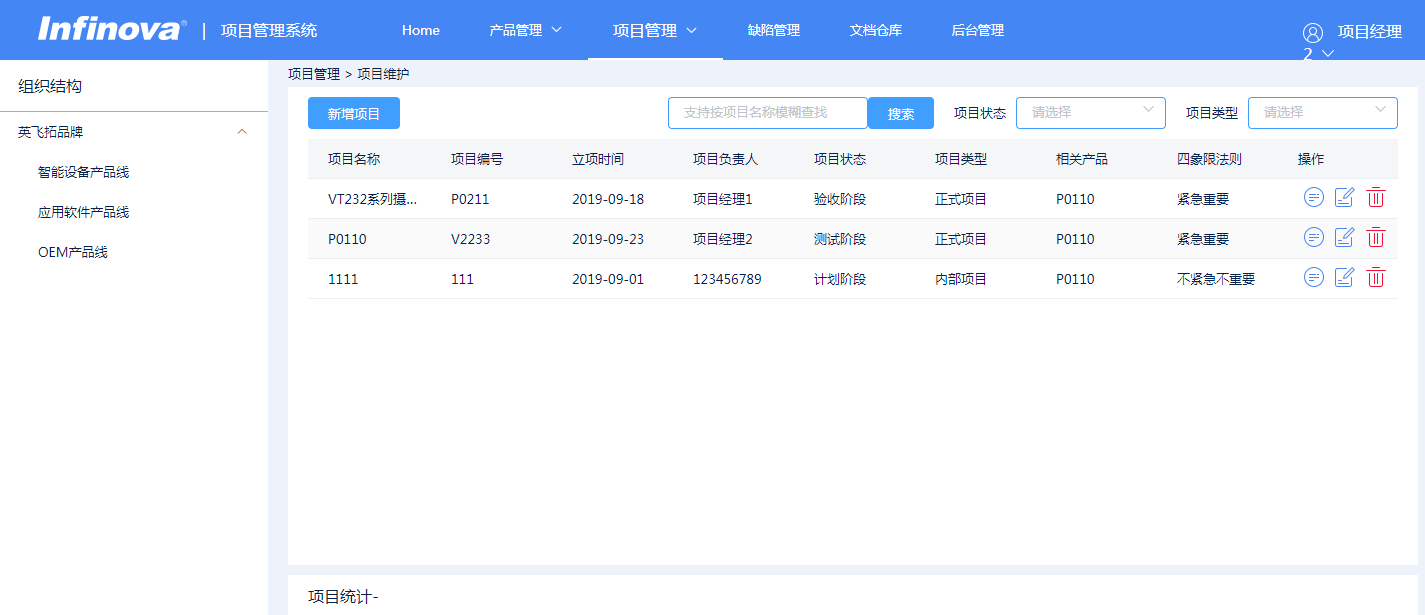 Infinova® | 项目管理系统 Home 产品管理 项目管理 缺陷管理 文档仓库 后台管理 项目经理
2
组织结构
英飞拓品牌
智能设备产品线
应用软件产品线
OEM产品线
项目管理 > 项目维护
新增项目 支持按项目名称模糊查找 搜索 项目状态 请选择 项目类型 请选择
项目名称 项目编号 立项时间 项目负责人 项目状态 项目类型 相关产品 四象限法则 操作
VT232系列摄... P0211 2019-09-18 项目经理1 验收阶段 正式项目 P0110 紧急重要
P0110 V2233 2019-09-23 项目经理2 测试阶段 正式项目 P0110 紧急重要
1111 111 2019-09-01 123456789 计划阶段 内部项目 P0110 不紧急不重要
项目统计-